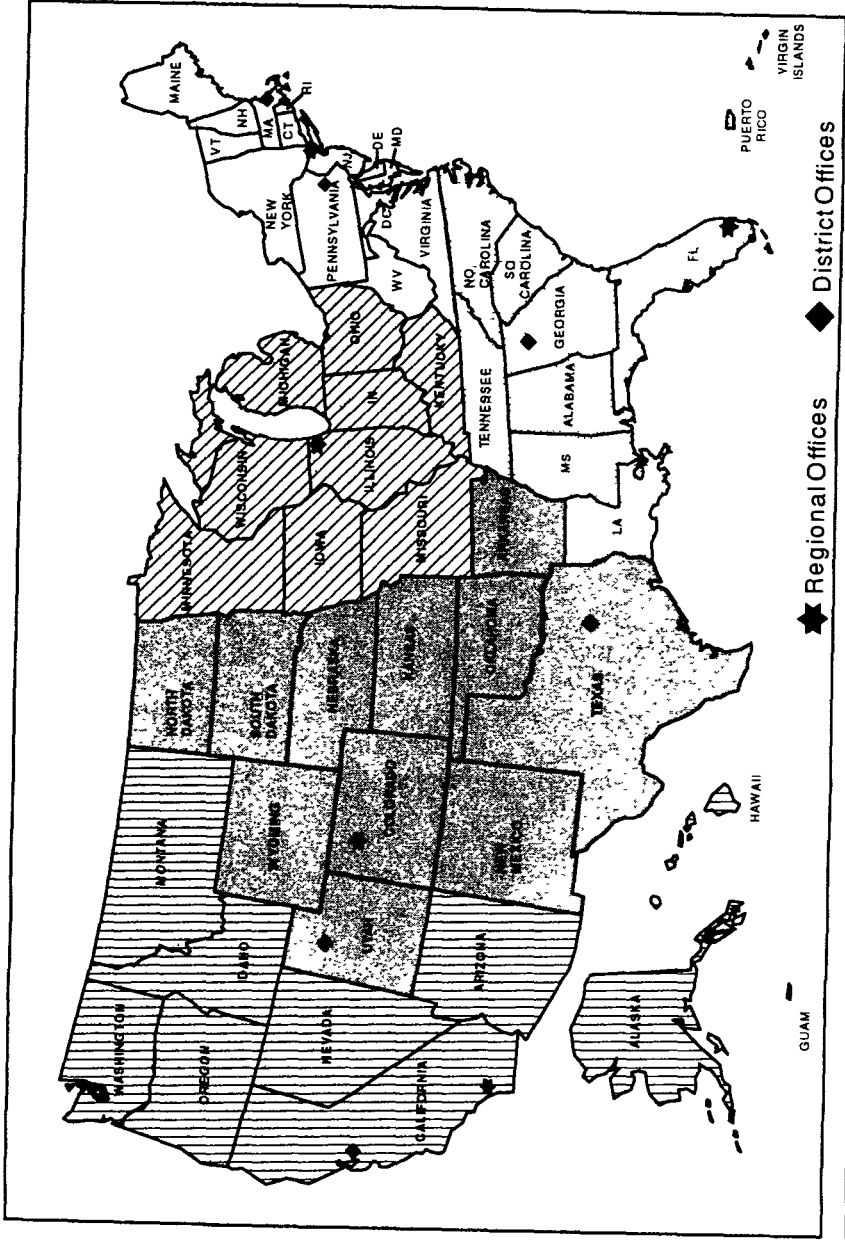 WASHINGTON
OREGON
CALIFORNIA
NEVADA
IDAHO
MONTANA
WYOMING
UTAH
ARIZONA
COLORADO
NEW
MEXICO
NORTH
DAKOTA
SOUTH
DAKOTA
NEBRASKA
KANSAS
OKLAHOMA
TEXAS
MINNESOTA
IOWA
MISSOURI
ARKANSAS
LA
WISCONSIN
ILLINOIS
MICHIGAN
IN
OHIO
KENTUCKY
TENNESSEE
MS
ALABAMA
GEORGIA
FL
SO
CAROLINA
NO
CAROLINA
VIRGINIA
WV
DC
MD
DE
NJ
PENNSYLVANIA
NEW
YORK
CT
RI
MA
VT
NH
MAINE
ALASKA
HAWAII
GUAM
PUERTO
RICO
VIRGIN
ISLANDS
Regional Offices
District Offices